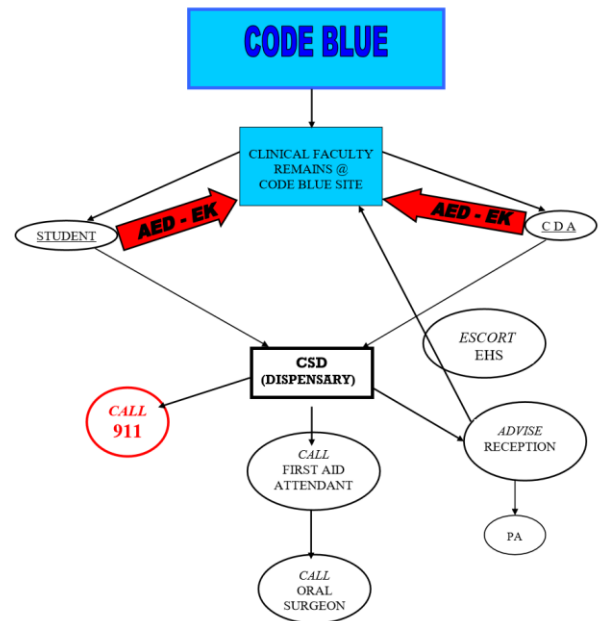 CODE BLUE
CLINICAL FACULTY
REMAINS @
CODE BLUE SITE
AED - EK
AED - EK
STUDENT
C D A
ESCORT
EHS
CSD
(DISPENSARY)
CALL
911
ADVISE
RECEPTION
CALL
FIRST AID
ATTENDANT
PA
CALL
ORAL
SURGEON